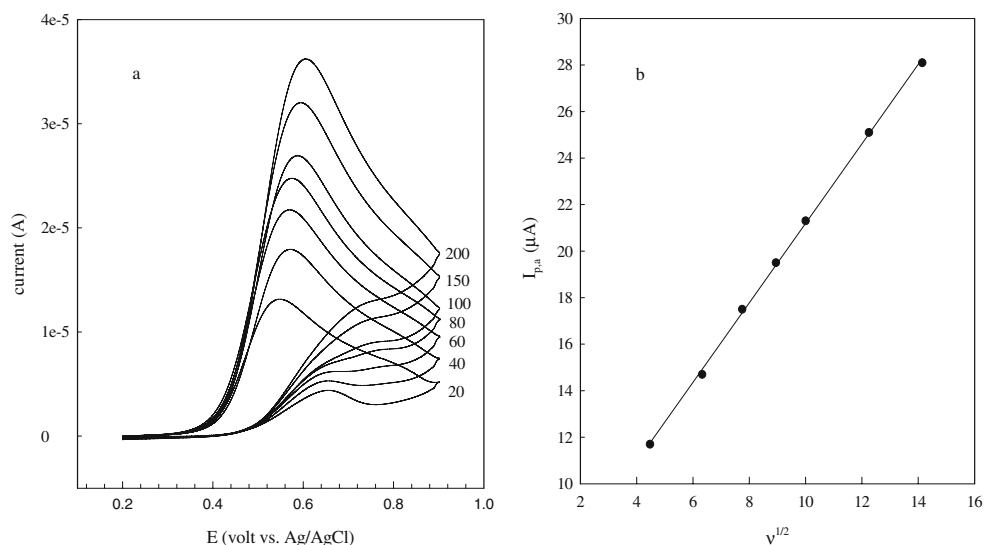 a
4e-5
3e-5
2e-5
1e-5
0
current (A)
200
150
100
80
60
40
20
0.2 0.4 0.6 0.8 1.0
E (volt vs. Ag/AgCl)
b
30
28
26
24
22
20
18
16
14
12
10
I p,a (μA)
2 4 6 8 10 12 14 16
ν1/2